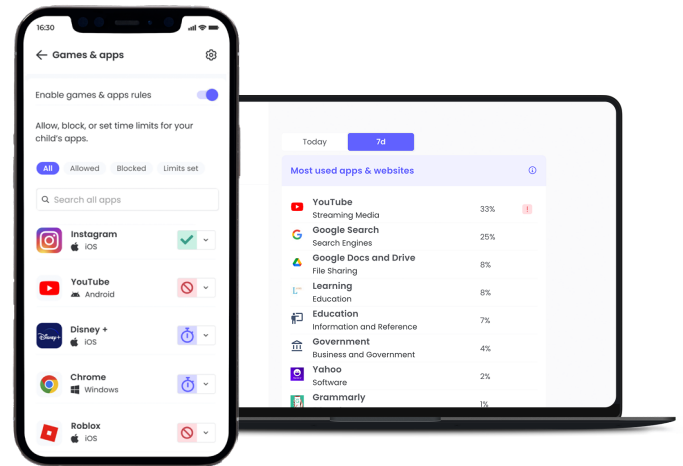 16:30
Games & apps
Enable games & apps rules
Allow, block, or set time limits for your
child's apps.
All Allowed Blocked Limits set
Search all apps
Instagram
iOS
YouTube
Android
Disney +
iOS
Disney+
Chrome
Windows
Roblox
iOS
Today 7d
Most used apps & websites
YouTube
Streaming Media
33%
Google Search
Search Engines
25%
Google Docs and Drive
File Sharing
8%
Learning
Education
8%
Education
Information and Reference
7%
Government
Business and Government
4%
Yahoo
Software
2%
Grammarly
1%